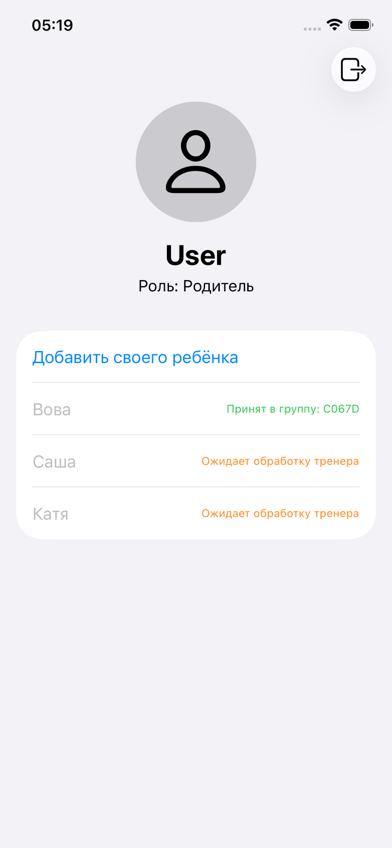 05:19
User
Роль: Родитель
Добавить своего ребёнка
Вова Принят в группу: C067D
Саша Ожидает обработку тренера
Катя Ожидает обработку тренера